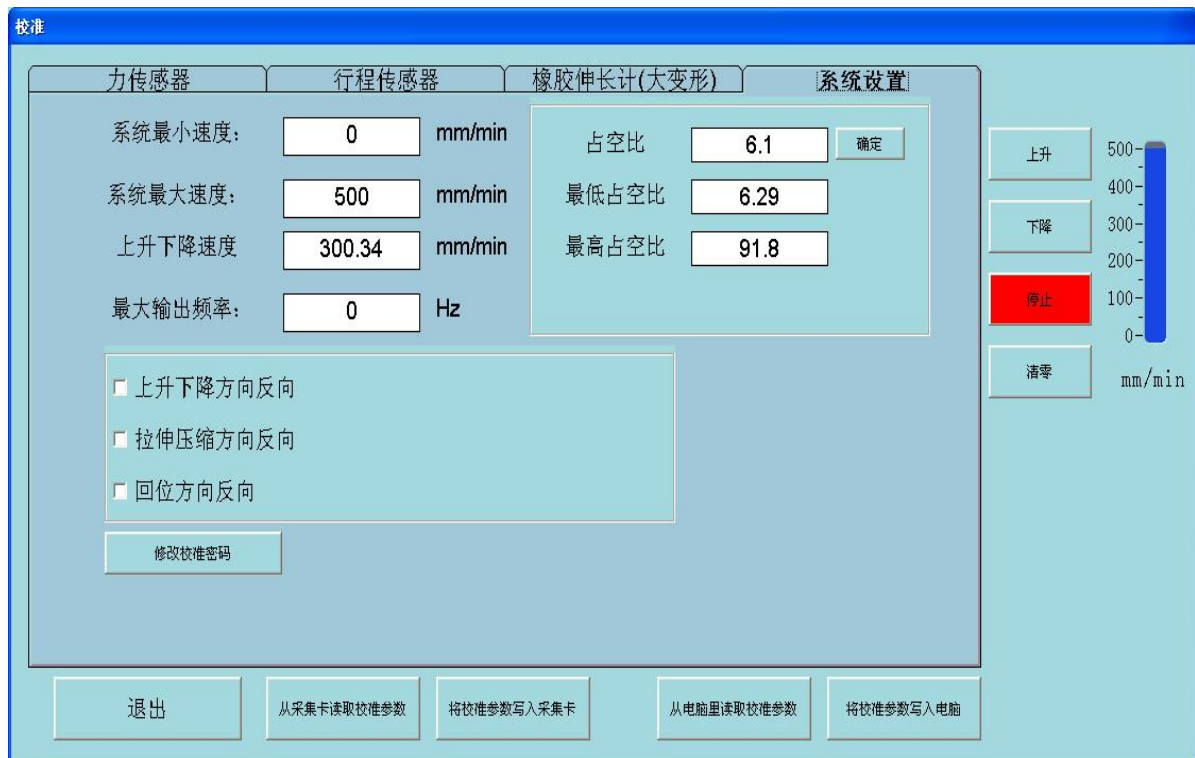 校准
力传感器 行程传感器 橡胶伸长计(大变形) 系统设置
系统最小速度: 0 mm/min
系统最大速度: 500 mm/min
上升下降速度 300.34 mm/min
最大输出频率: 0 Hz
占空比 6.1 确定
最低占空比 6.29
最高占空比 91.8
上升下降方向反向
拉伸压缩方向反向
回位方向反向
修改校准密码
上升
下降
停止
清零
500
400
300
200
100
0
mm/min
退出 从采集卡读取校准参数 将校准参数写入采集卡 从电脑里读取校准参数 将校准参数写入电脑